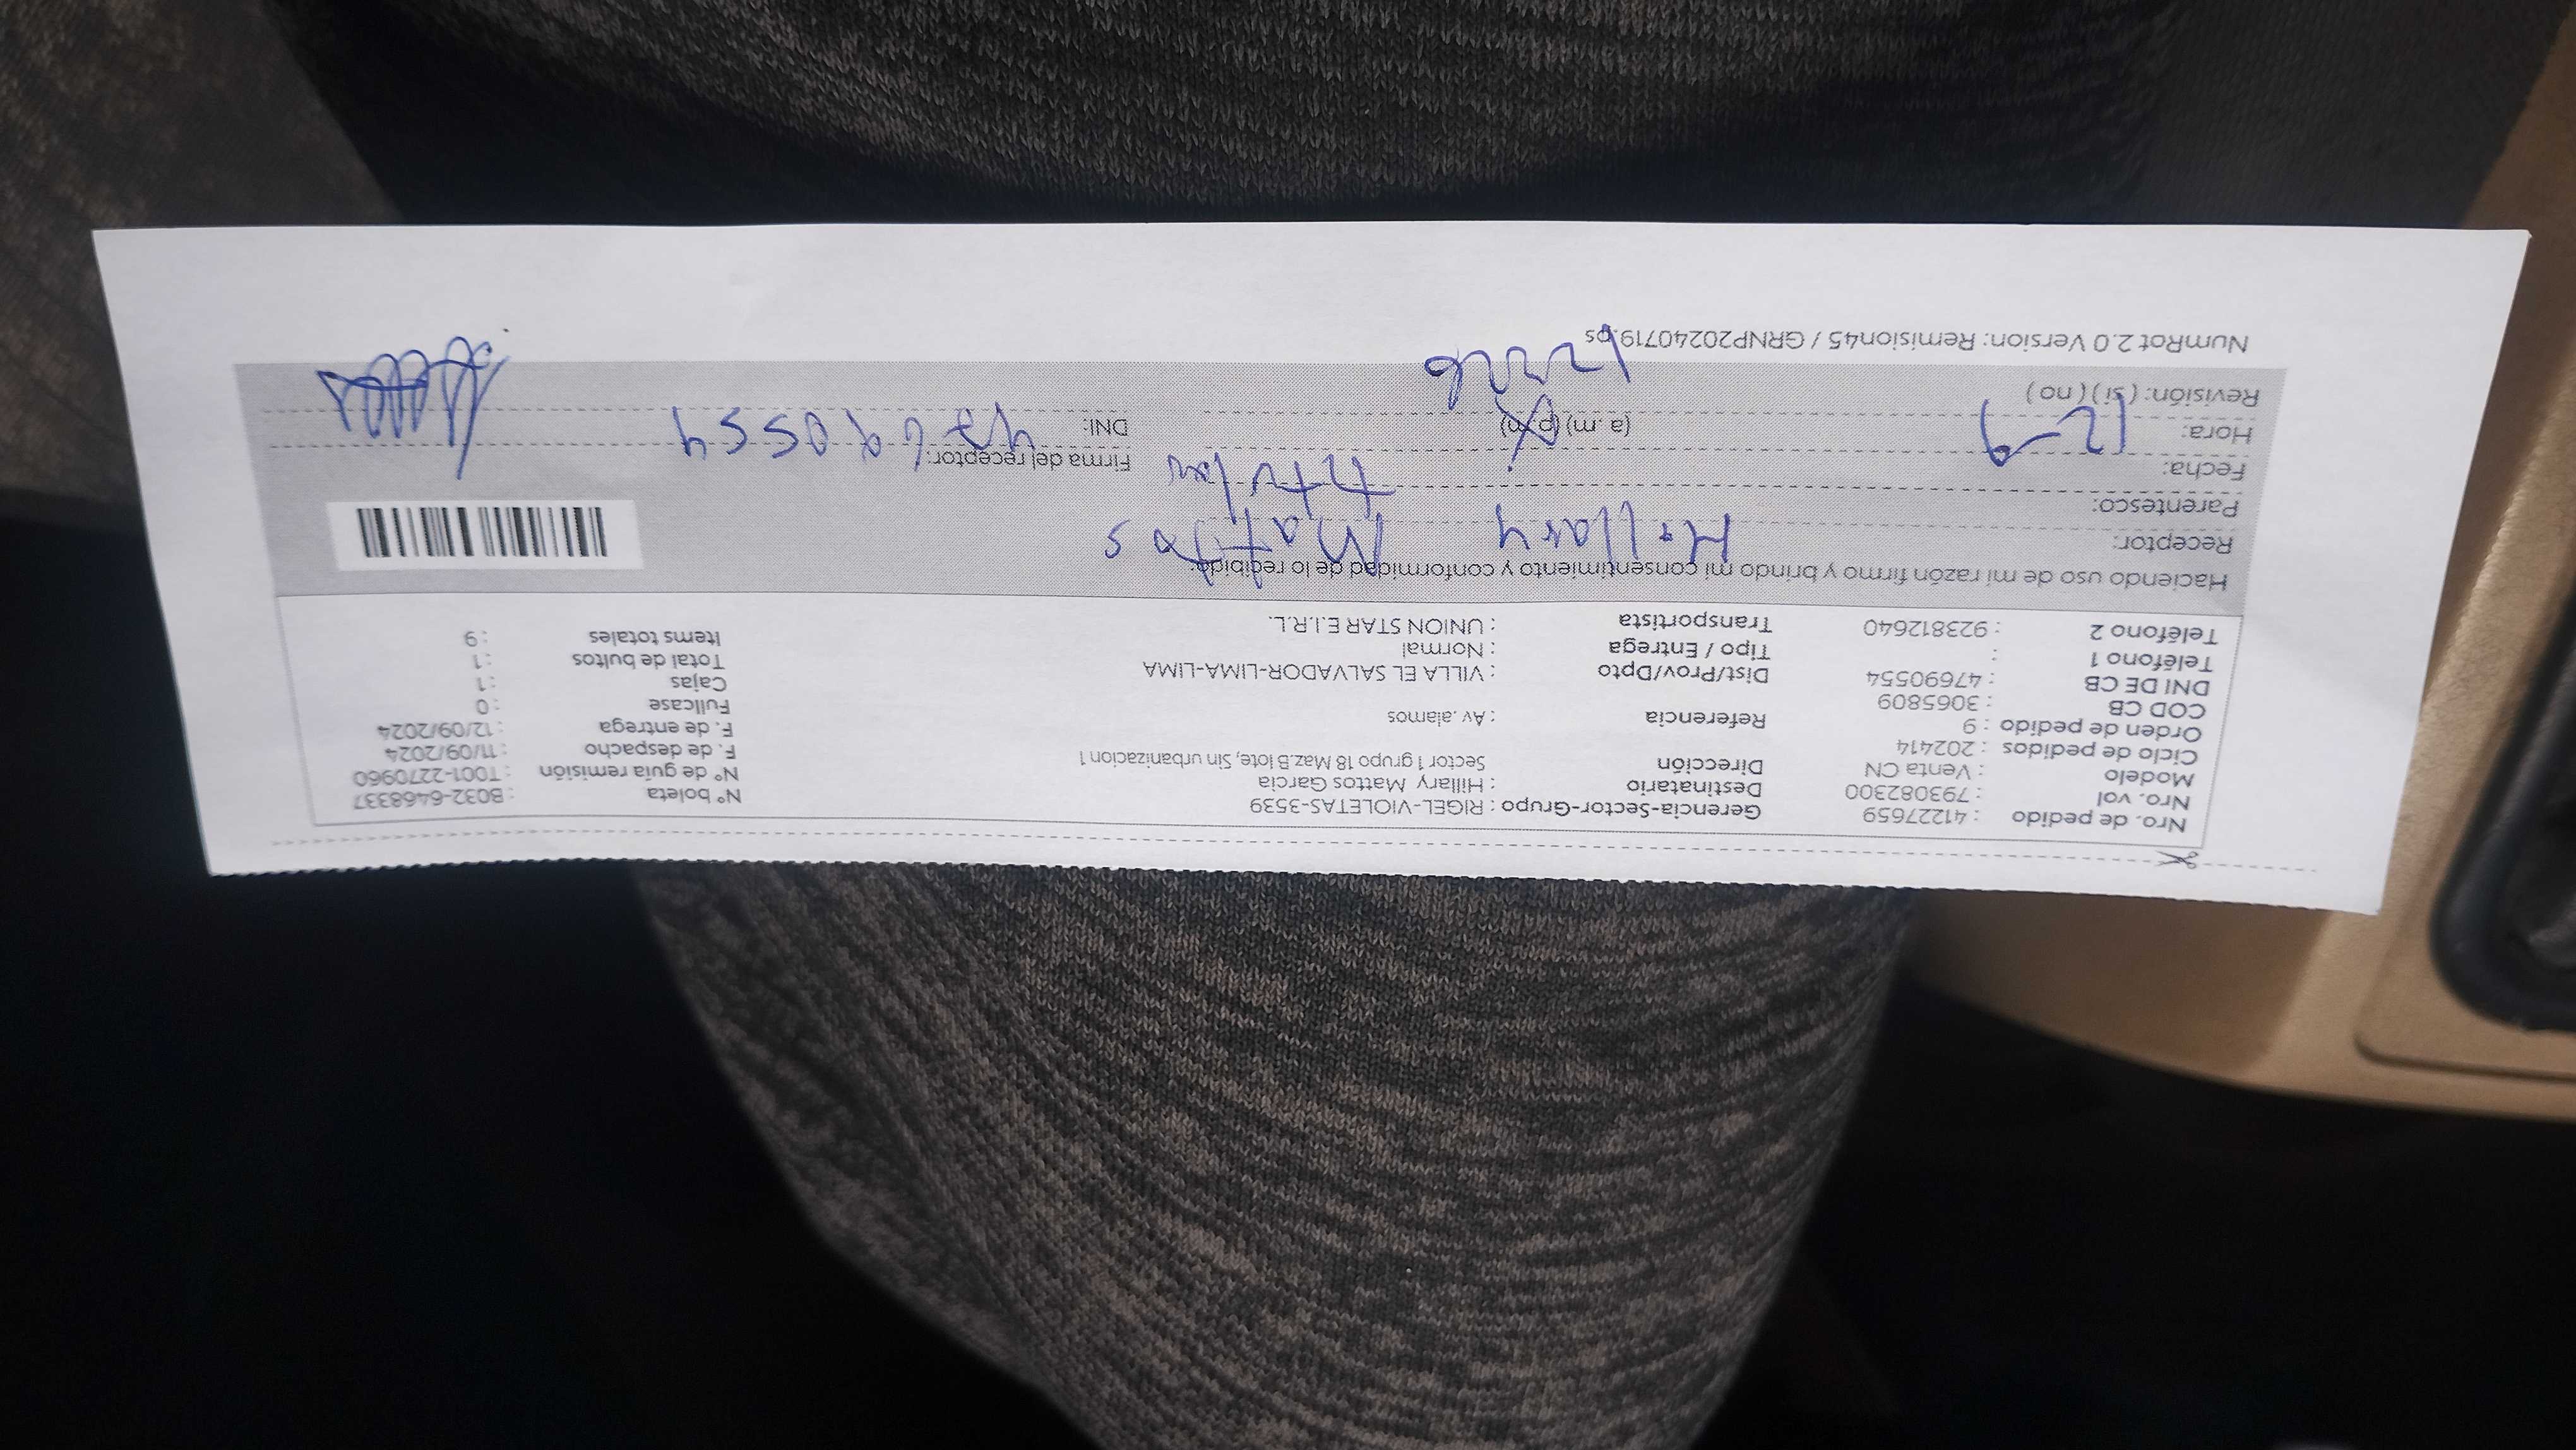 Nro. de pedido : 41227659 Gerencia-Sector-Grupo : RIGEL-VIOLETAS-3539 N° boleta : B032-6468337
Nro. vol : 793082300 Destinatario : Hillary Mattos Garcia N° de guía remisión : T001-2270960
Modelo : Venta CN Dirección Sector 1 grupo 18 Maz.B lote, Sin urbanizacion 1 F. de despacho : 11/09/2024
Ciclo de pedidos : 202414 F. de entrega : 12/09/2024
Orden de pedido : 9 Referencia : Av. alamos Fullcase : 0
COD CB : 3065809 Cajas : 1
DNI DE CB : 47690554 Dist/Prov/Dpto : VILLA EL SALVADOR-LIMA-LIMA Total de bultos : 1
Teléfono 1 : Tipo / Entrega : Normal Items totales : 9
Teléfono 2 : 923812640 Transportista : UNION STAR E.I.R.L.
Haciendo uso de mi razón firmo y brindo mi consentimiento y conformidad de lo recibido:
Receptor: Hillary Mattos
Parentesco: titular
Fecha: 12-9 Firma del receptor:
Hora: (a. m) (p. m) DNI: 47690554
Revisión: ( si ) ( no )
NumRot 2.0 Version: Remision45 / GRNP20240719.ps